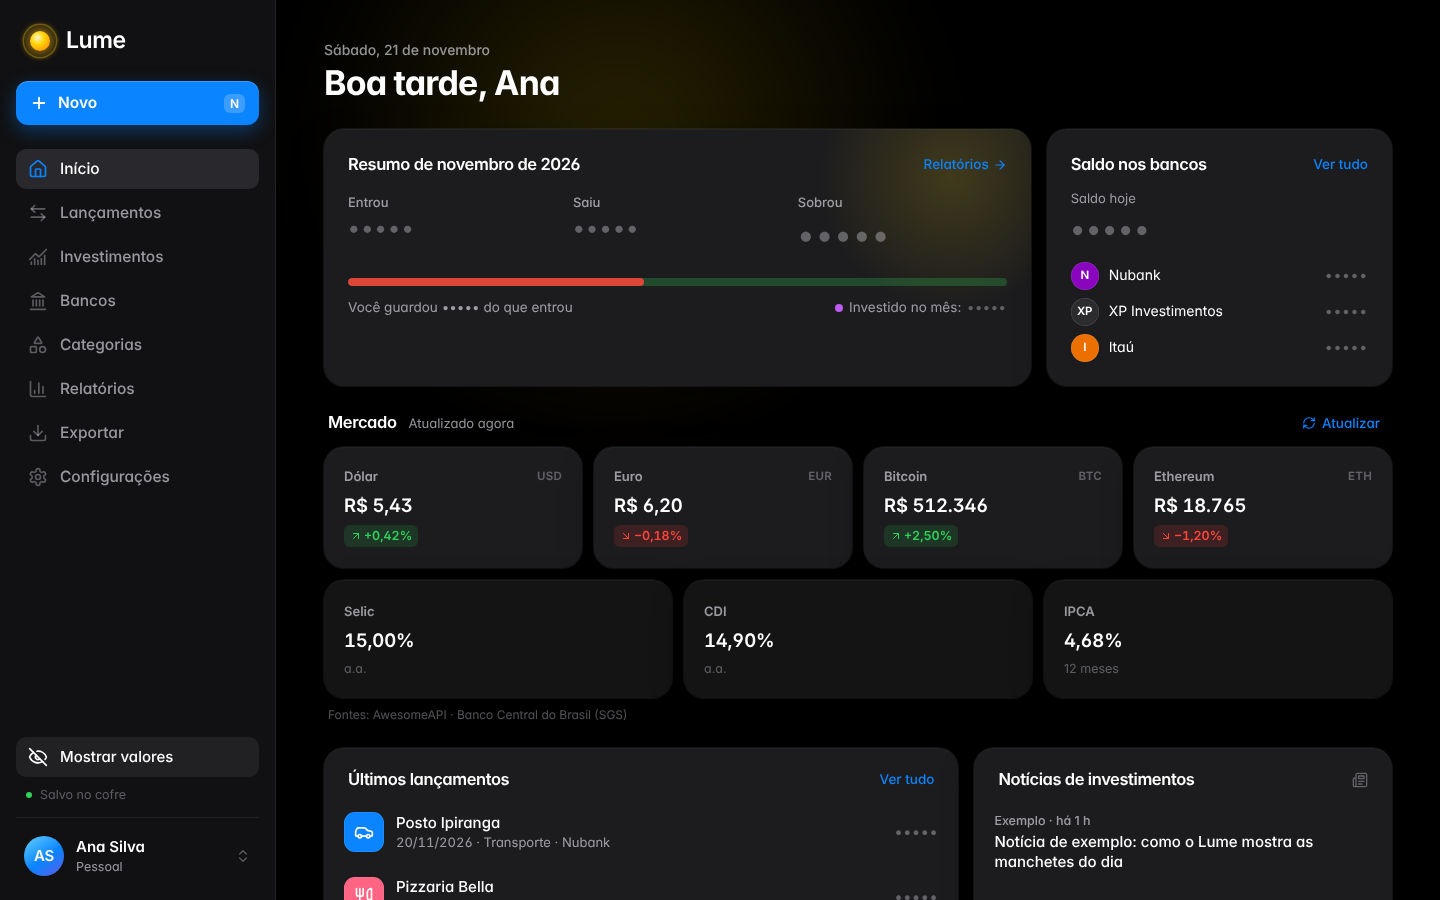 Lume
Novo N
Início
Lançamentos
Investimentos
Bancos
Categorias
Relatórios
Exportar
Configurações
Mostrar valores
Salvo no cofre
AS Ana Silva
Pessoal
Sábado, 21 de novembro
Boa tarde, Ana
Resumo de novembro de 2026 Relatórios →
Entrou Saiu Sobrou
••••• ••••• •••••
Você guardou ••••• do que entrou Investido no mês: •••••
Saldo nos bancos Ver tudo
Saldo hoje
•••••
N Nubank •••••
XP XP Investimentos •••••
I Itaú •••••
Mercado Atualizado agora Atualizar
Dólar USD
R$ 5,43
+0,42%
Euro EUR
R$ 6,20
−0,18%
Bitcoin BTC
R$ 512.346
+2,50%
Ethereum ETH
R$ 18.765
−1,20%
Selic
15,00%
a.a.
CDI
14,90%
a.a.
IPCA
4,68%
12 meses
Fontes: AwesomeAPI · Banco Central do Brasil (SGS)
Últimos lançamentos Ver tudo
Posto Ipiranga
20/11/2026 · Transporte · Nubank •••••
Pizzaria Bella •••••
Notícias de investimentos
Exemplo · há 1 h
Notícia de exemplo: como o Lume mostra as
manchetes do dia